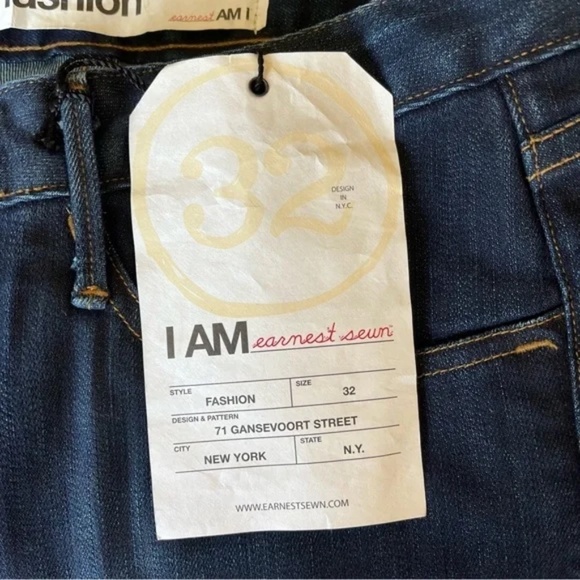 fashion
earnest AM I
32
DESIGN
IN
N.Y.C.
I AM earnest sewn
STYLE FASHION SIZE 32
DESIGN & PATTERN 71 GANSEVOORT STREET
CITY NEW YORK STATE N.Y.
WWW.EARNESTSEWN.COM